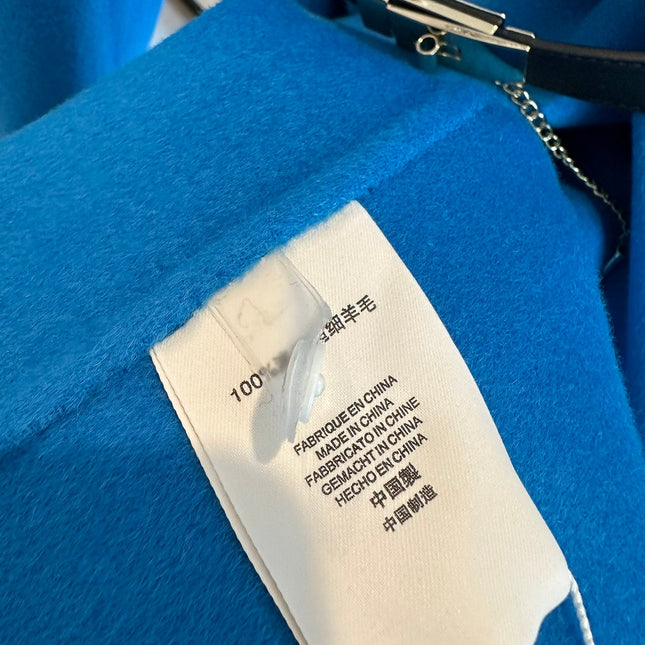 100% 细羊毛
FABRIQUE EN CHINA
MADE IN CHINA
FABBRICATO IN CHINE
GEMACHT IN CHINA
HECHO EN CHINA
中国製
中国制造